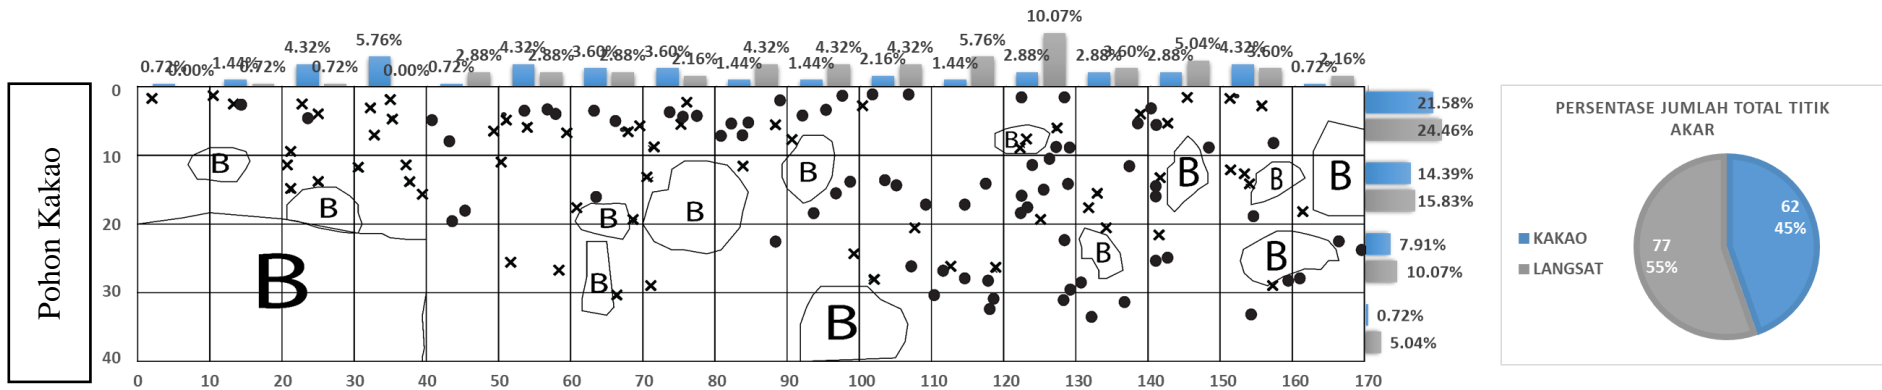 10.07%
0.72% 0.00% 1.44% 0.72% 4.32% 0.72% 5.76% 0.00% 0.72% 2.88% 4.32% 2.88% 3.60% 2.88% 3.60% 2.16% 1.44% 4.32% 1.44% 4.32% 2.16% 4.32% 1.44% 5.76% 2.88% 2.88% 3.60% 2.88% 5.04% 4.32% 3.60% 0.72% 2.16%
Pohon Kakao
0
10
20
30
40
B
B
B
B
B
B
B
B
B
B
B
B
B
B
0 10 20 30 40 50 60 70 80 90 100 110 120 130 140 150 160 170
21.58%
24.46%
14.39%
15.83%
7.91%
10.07%
0.72%
5.04%
PERSENTASE JUMLAH TOTAL TITIK
AKAR
KAKAO
LANGSAT
62
45%
77
55%